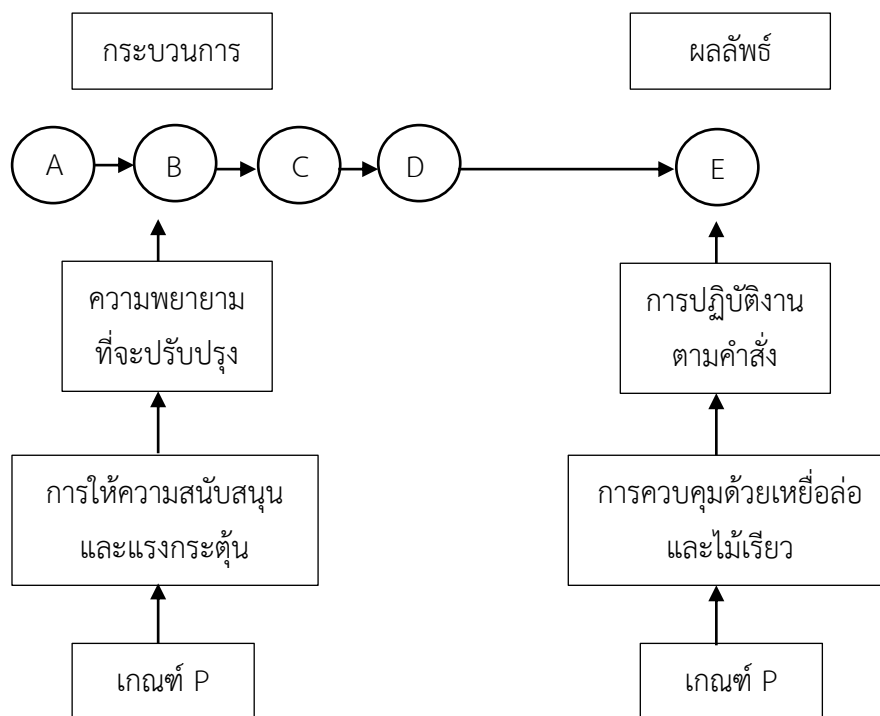 กระบวนการ
ผลลัพธ์
A
B
C
D
E
ความพยายาม
ที่จะปรับปรุง
การปฏิบัติงาน
ตามคำสั่ง
การให้ความสนับสนุน
และแรงกระตุ้น
การควบคุมด้วยเหยื่อล่อ
และไม้เรียว
เกณฑ์ P
เกณฑ์ P